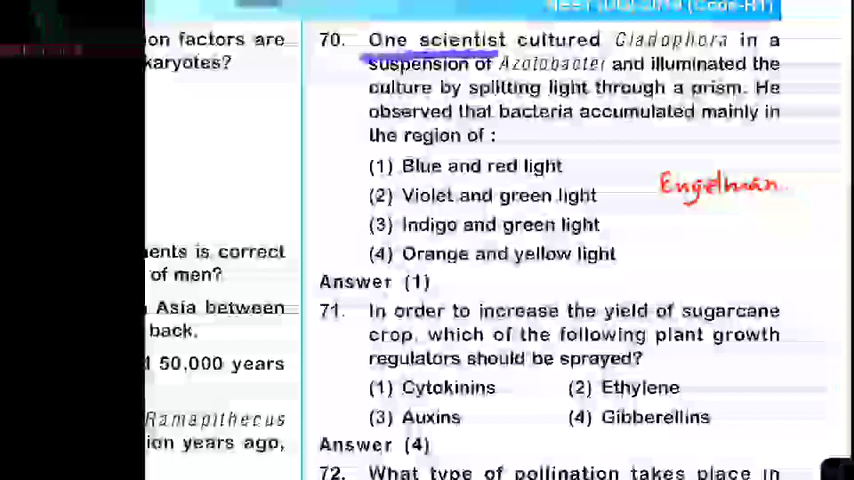 NEET (UG)-2019 (Code-R1)
on factors are
karyotes?
ents is correct
of men?
Asia between
back.
50,000 years
Ramapithecus
ion years ago,
70. One scientist cultured Cladophora in a
suspension of Azotobacter and illuminated the
culture by splitting light through a prism. He
observed that bacteria accumulated mainly in
the region of :
(1) Blue and red light
(2) Violet and green light
(3) Indigo and green light
(4) Orange and yellow light
Engelman
Answer (1)
71. In order to increase the yield of sugarcane
crop, which of the following plant growth
regulators should be sprayed?
(1) Cytokinins (2) Ethylene
(3) Auxins (4) Gibberellins
Answer (4)
72. What type of pollination takes place in